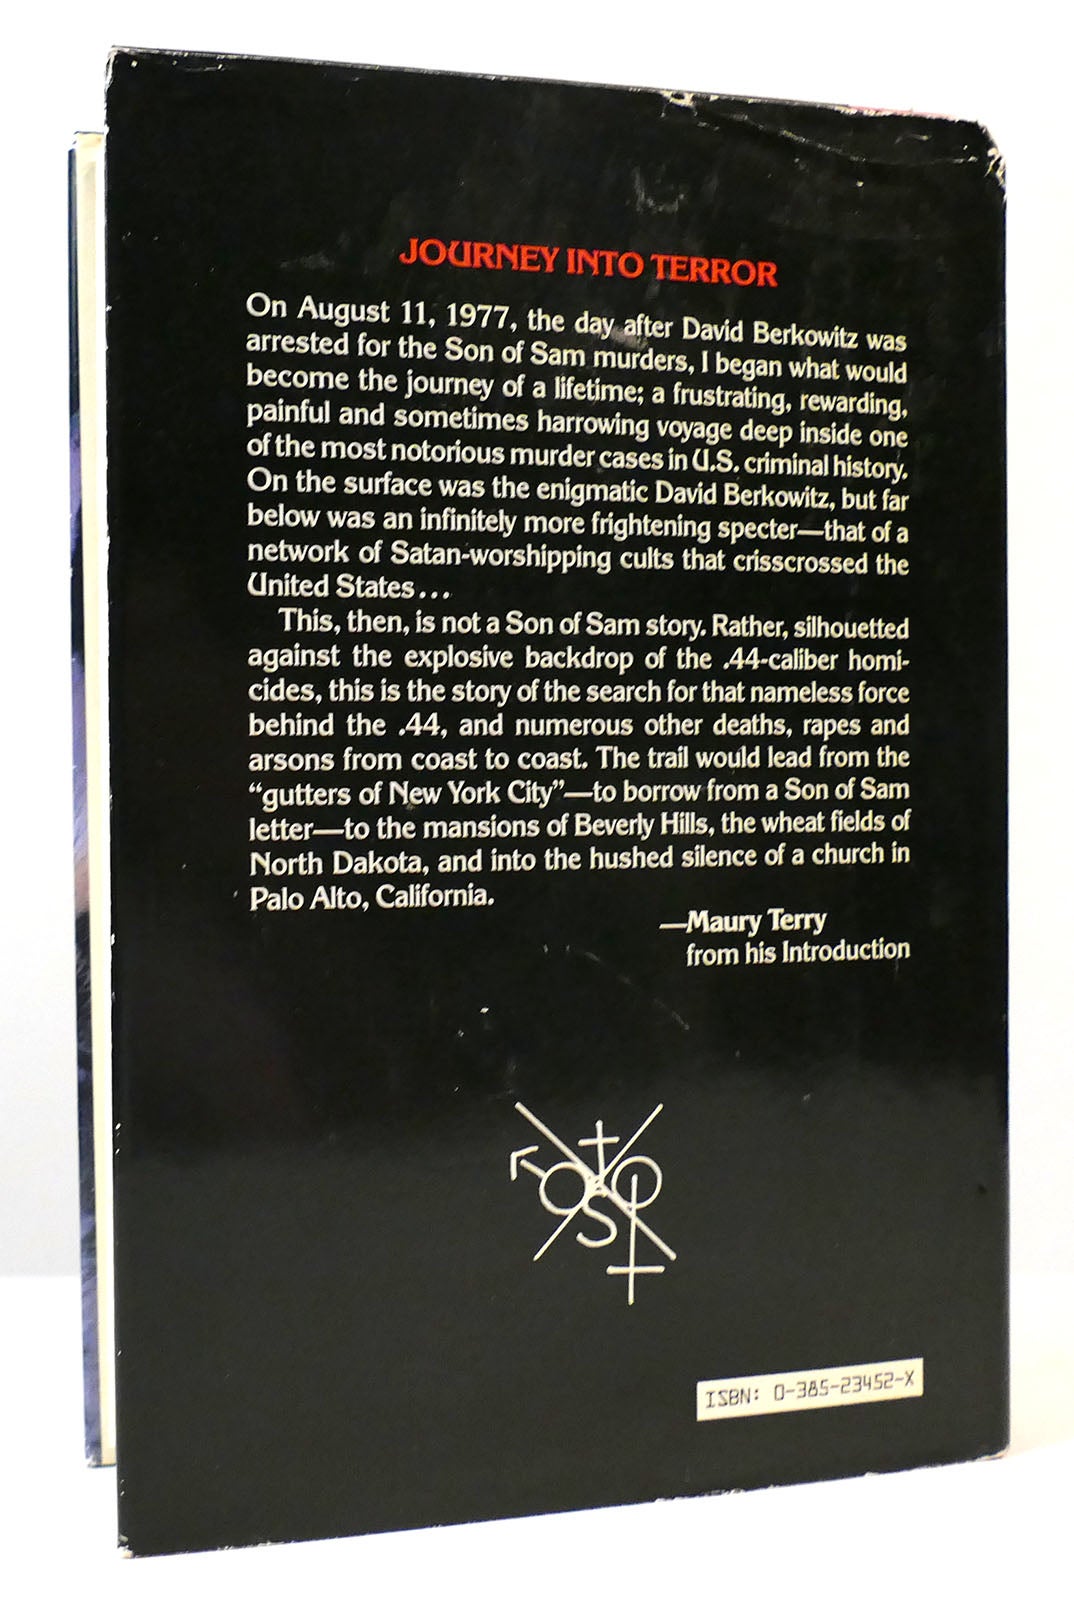 JOURNEY INTO TERROR
On August 11, 1977, the day after David Berkowitz was
arrested for the Son of Sam murders, I began what would
become the journey of a lifetime; a frustrating, rewarding,
painful and sometimes harrowing voyage deep inside one
of the most notorious murder cases in U.S. criminal history.
On the surface was the enigmatic David Berkowitz, but far
below was an infinitely more frightening specter—that of a
network of Satan-worshipping cults that crisscrossed the
United States...
This, then, is not a Son of Sam story. Rather, silhouetted
against the explosive backdrop of the .44-caliber homi-
cides, this is the story of the search for that nameless force
behind the .44, and numerous other deaths, rapes and
arsons from coast to coast. The trail would lead from the
“gutters of New York City”—to borrow from a Son of Sam
letter—to the mansions of Beverly Hills, the wheat fields of
North Dakota, and into the hushed silence of a church in
Palo Alto, California.
—Maury Terry
from his Introduction
S
ISBN: 0-385-23452-X